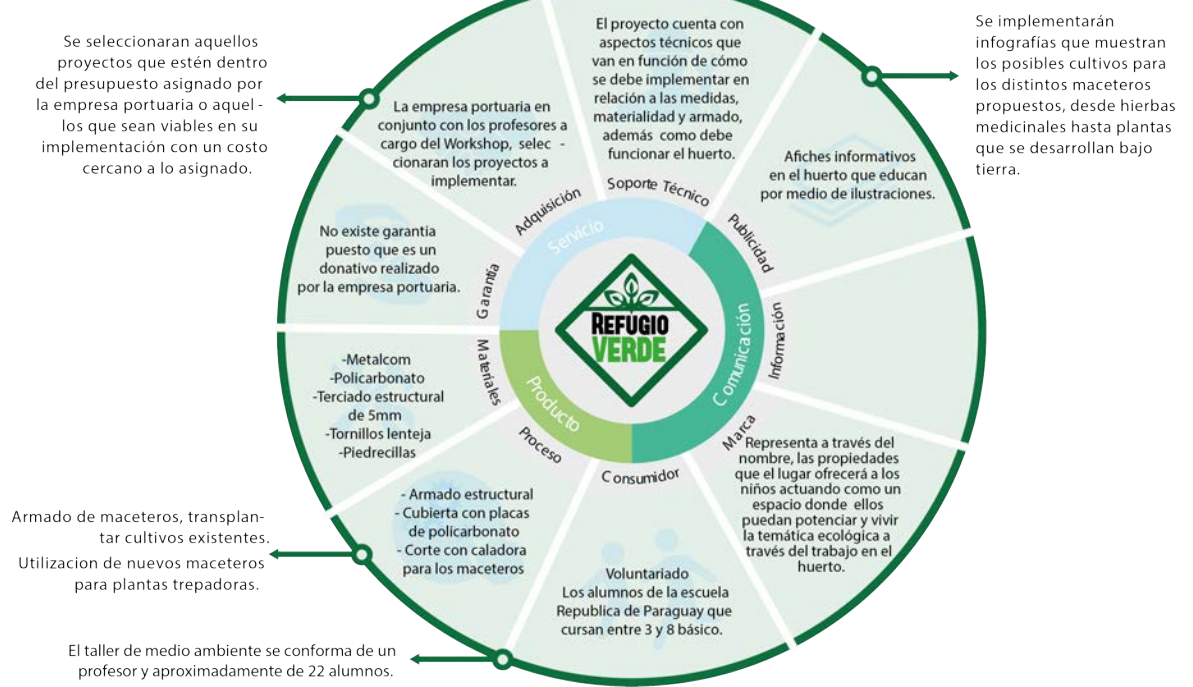 Se seleccionaran aquellos
proyectos que estén dentro
del presupuesto asignado por
la empresa portuaria o aquel -
los que sean viables en su
implementación con un costo
cercano a lo asignado.
La empresa portuaria en
conjunto con los profesores a
cargo del Workshop, selec -
cionaran los proyectos a
implementar.
El proyecto cuenta con
aspectos técnicos que
van en función de cómo
se debe implementar en
relación a las medidas,
materialidad y armado,
además como debe
funcionar el huerto.
Se implementarán
infografías que muestran
los posibles cultivos para
los distintos maceteros
propuestos, desde hierbas
medicinales hasta plantas
que se desarrollan bajo
tierra.
Afiches informativos
en el huerto que educan
por medio de ilustraciones.
No existe garantia
puesto que es un
donativo realizado
por la empresa portuaria.
Garantía
Adquisición
Soporte Técnico
Publicidad
Información
Marca
Consumidor
Proceso
Materiales
Servicio
Comunicación
Producto
REFUGIO
VERDE
-Metalcom
-Policarbonato
-Terciado estructural
de 5mm
-Tornillos lenteja
-Piedrecillas
- Armado estructural
- Cubierta con placas
de policarbonato
- Corte con caladora
para los maceteros
Voluntariado
Los alumnos de la escuela
Republica de Paraguay que
cursan entre 3 y 8 básico.
Representa a través del
nombre, las propiedades
que el lugar ofrecerá a los
niños actuando como un
espacio donde ellos
puedan potenciar y vivir
la temática ecológica a
través del trabajo en el
huerto.
Armado de maceteros, transplan-
tar cultivos existentes.
Utilizacion de nuevos maceteros
para plantas trepadoras.
El taller de medio ambiente se conforma de un
profesor y aproximadamente de 22 alumnos.